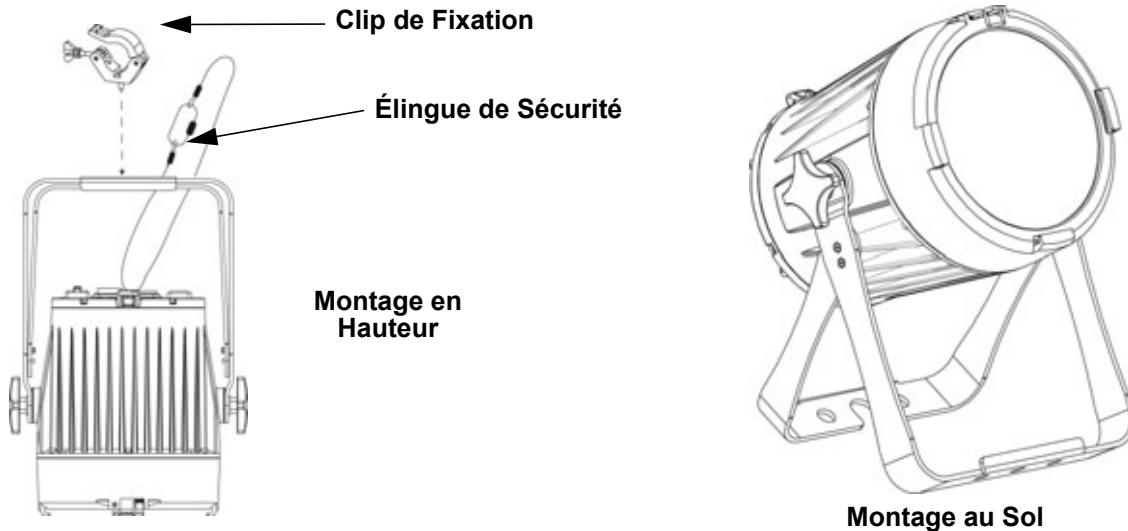 Clip de Fixation
Élingue de Sécurité
Montage en
Hauteur
Montage au Sol